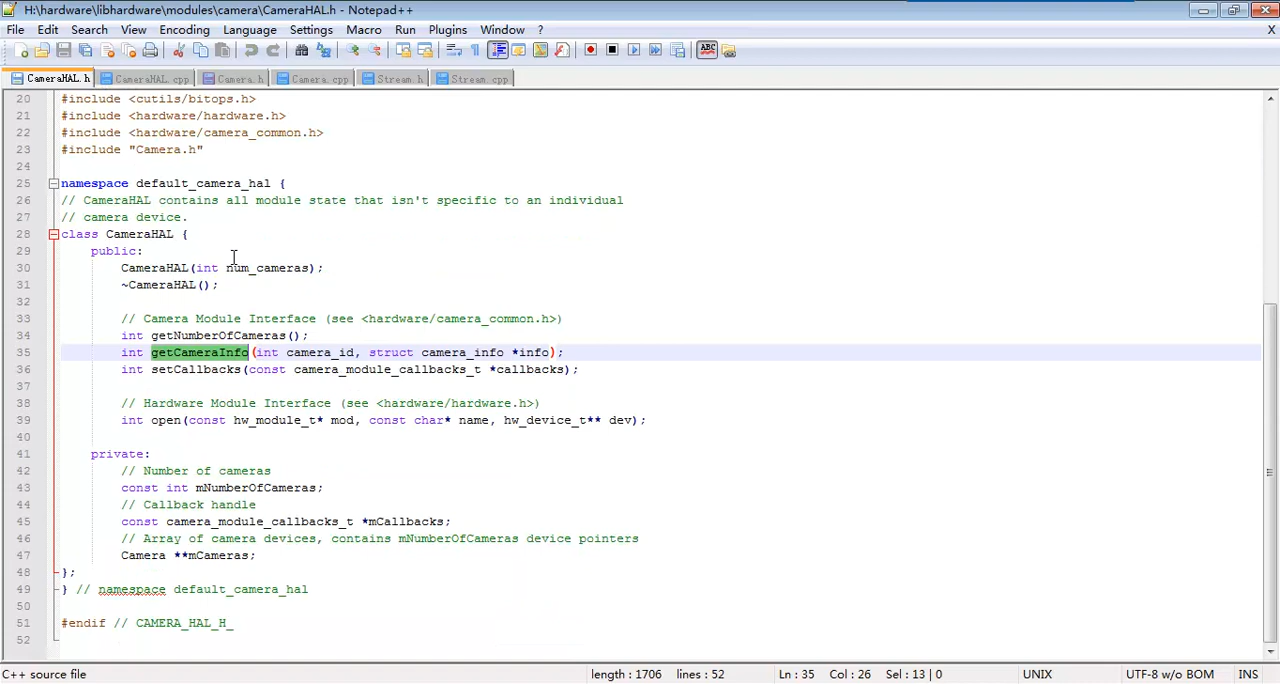 H:\hardware\libhardware\modules\camera\CameraHAL.h - Notepad++
File Edit Search View Encoding Language Settings Macro Run Plugins Window ? X
ABC
CameraHAL.h CameraHAL.cpp Camera.h Camera.cpp Stream.h Stream.cpp
20 #include <cutils/bitops.h>
21 #include <hardware/hardware.h>
22 #include <hardware/camera_common.h>
23 #include "Camera.h"
24
25 namespace default_camera_hal {
26 // CameraHAL contains all module state that isn't specific to an individual
27 // camera device.
28 class CameraHAL {
29 public:
30 CameraHAL(int num_cameras);
31 ~CameraHAL();
32
33 // Camera Module Interface (see <hardware/camera_common.h>)
34 int getNumberOfCameras();
35 int getCameraInfo(int camera_id, struct camera_info *info);
36 int setCallbacks(const camera_module_callbacks_t *callbacks);
37
38 // Hardware Module Interface (see <hardware/hardware.h>)
39 int open(const hw_module_t* mod, const char* name, hw_device_t** dev);
40
41 private:
42 // Number of cameras
43 const int mNumberOfCameras;
44 // Callback handle
45 const camera_module_callbacks_t *mCallbacks;
46 // Array of camera devices, contains mNumberOfCameras device pointers
47 Camera **mCameras;
48 };
49 } // namespace default_camera_hal
50
51 #endif // CAMERA_HAL_H_
52
C++ source file length : 1706 lines : 52 Ln : 35 Col : 26 Sel : 13 | 0 UNIX UTF-8 w/o BOM INS